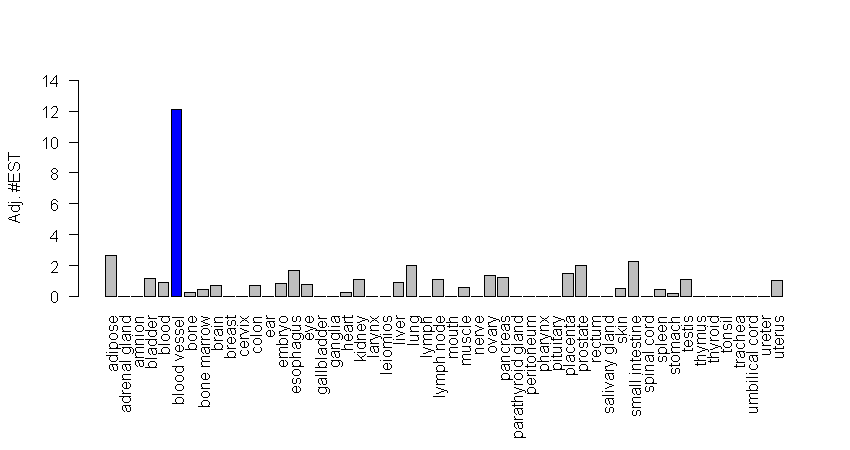 Adj. #EST
14
12
10
8
6
4
2
0
adipose
adrenal gland
amnion
bladder
blood
blood vessel
bone
bone marrow
brain
breast
cervix
colon
ear
embryo
esophagus
eye
gallbladder
ganglia
heart
kidney
larynx
leiomios
liver
lung
lymph
lymph node
mouth
muscle
nerve
ovary
pancreas
parathyroid gland
peritoneum
pharynx
pituitary
placenta
prostate
rectum
salivary gland
skin
small intestine
spinal cord
spleen
stomach
testis
thymus
thyroid
tonsil
trachea
umbilical cord
ureter
uterus